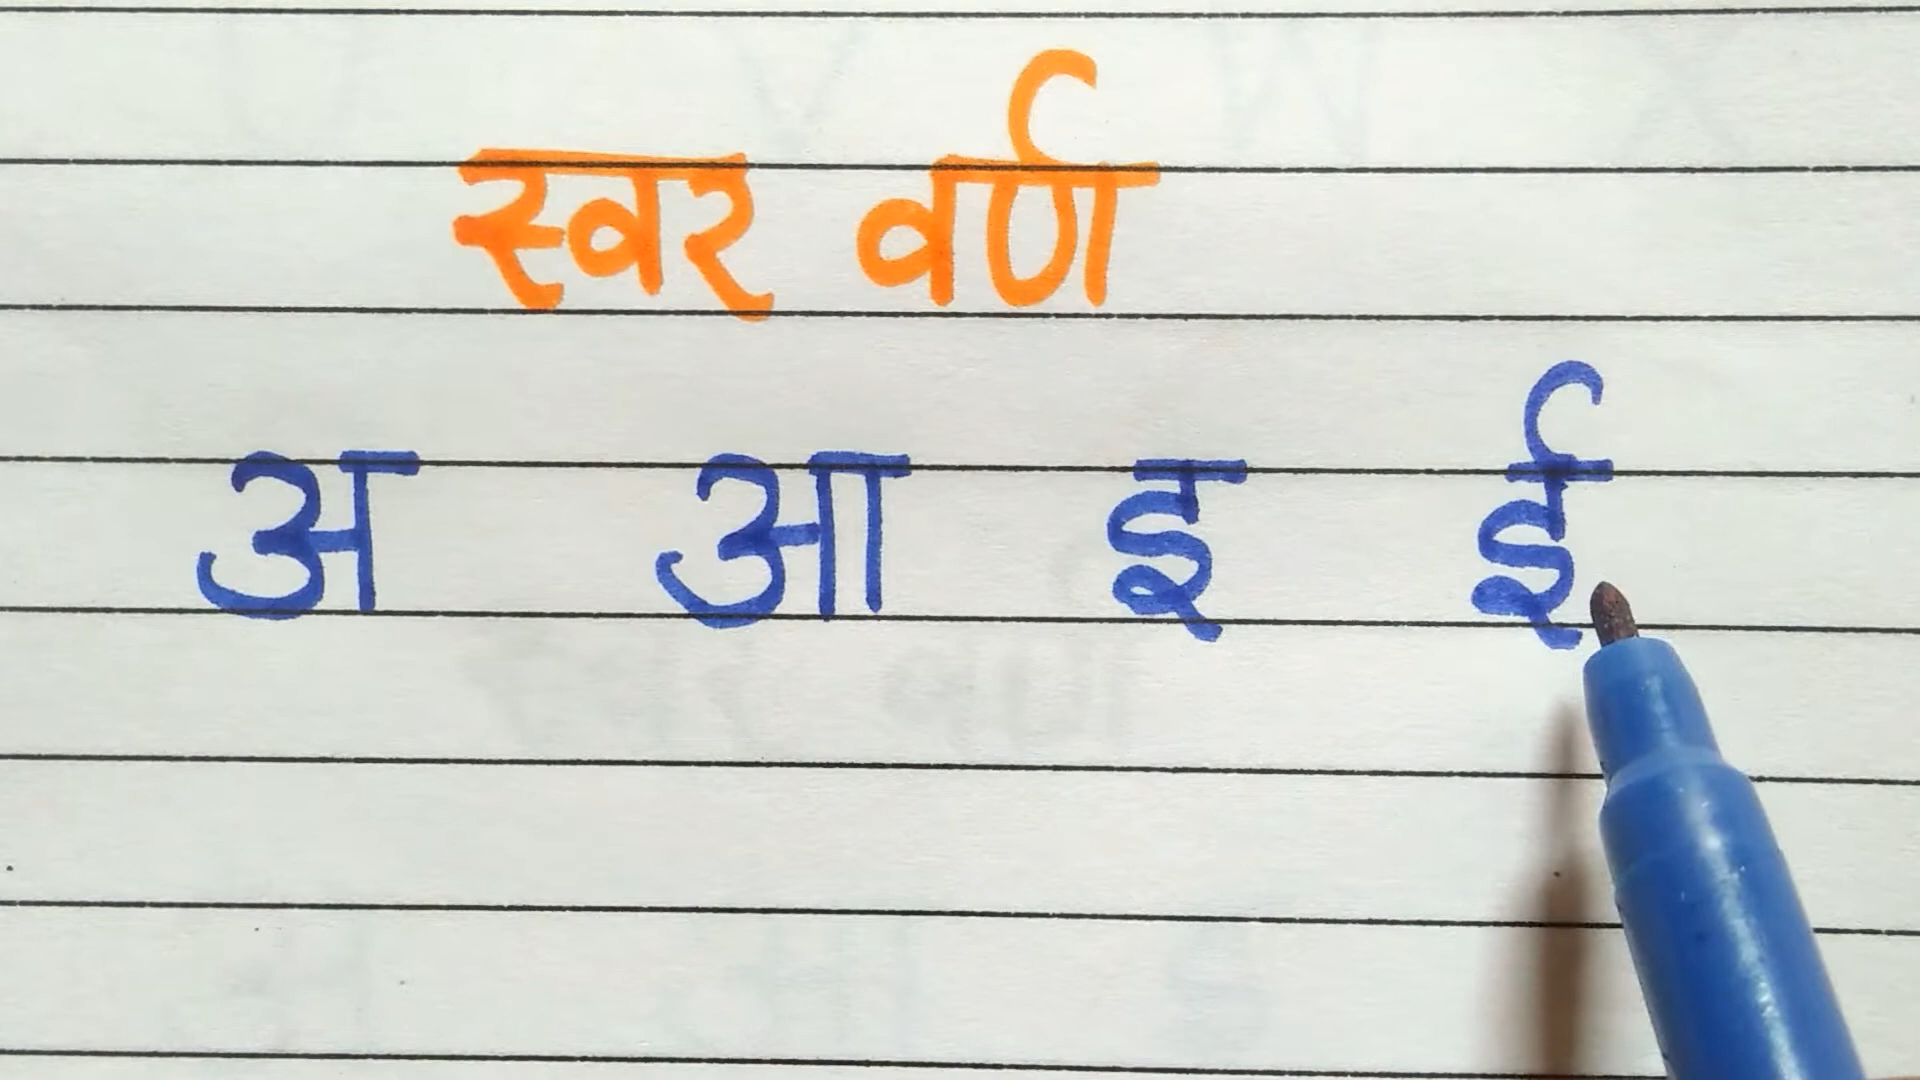 स्वर वर्ण
अ आ इ ई